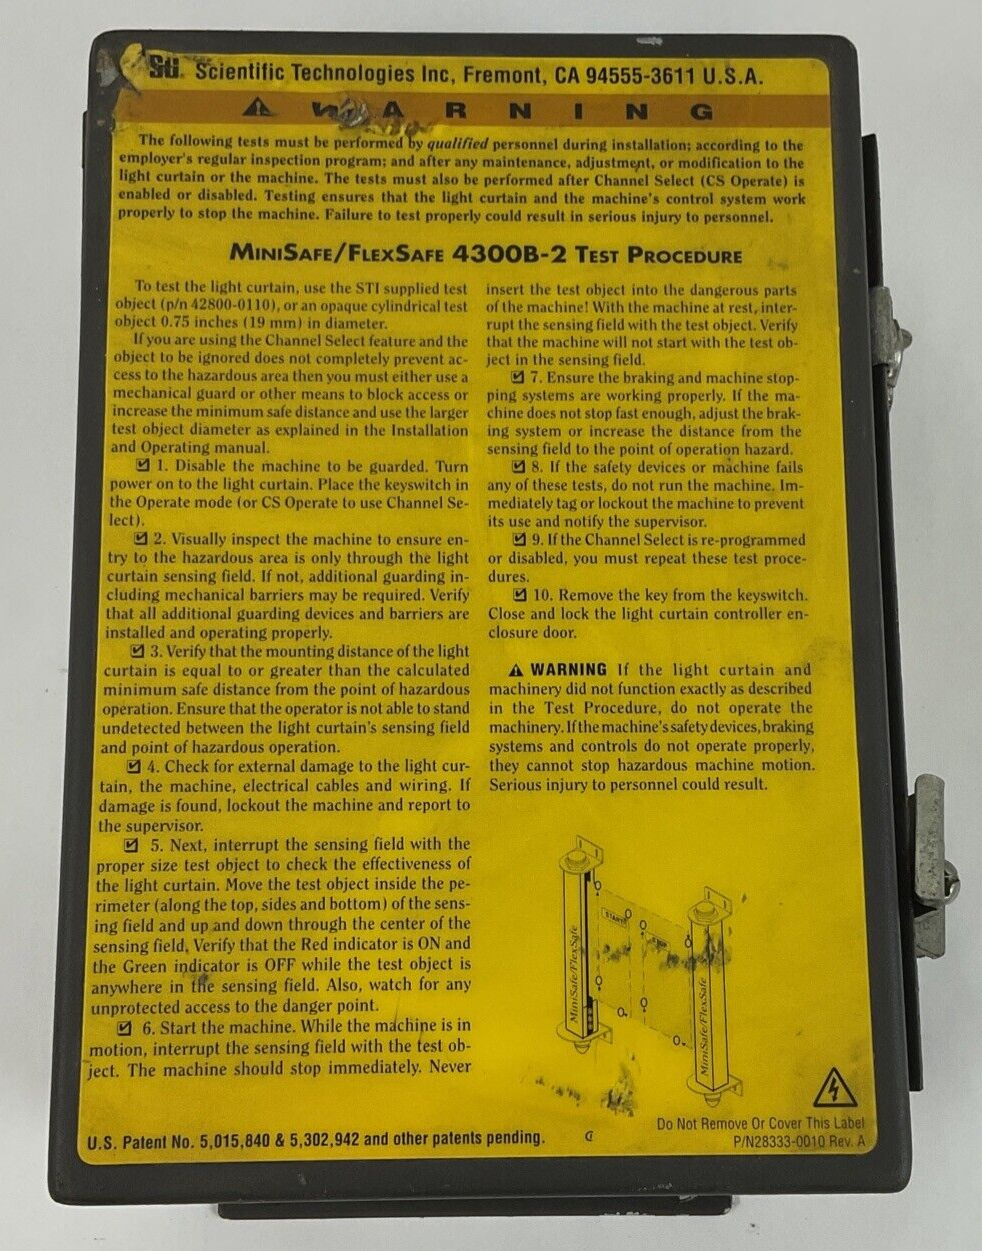 Sti Scientific Technologies Inc, Fremont, CA 94555-3611 U.S.A.
WARNING
The following tests must be performed by qualified personnel during installation; according to the
employer's regular inspection program; and after any maintenance, adjustment, or modification to the
light curtain or the machine. The tests must also be performed after Channel Select (CS Operate) is
enabled or disabled. Testing ensures that the light curtain and the machine's control system work
properly to stop the machine. Failure to test properly could result in serious injury to personnel.
MINISAFE/FLEXSAFE 4300B-2 TEST PROCEDURE
To test the light curtain, use the STI supplied test
object (p/n 42800-0110), or an opaque cylindrical test
object 0.75 inches (19 mm) in diameter.
If you are using the Channel Select feature and the
object to be ignored does not completely prevent ac-
cess to the hazardous area then you must either use a
mechanical guard or other means to block access or
increase the minimum safe distance and use the larger
test object diameter as explained in the Installation
and Operating manual.
☑ 1. Disable the machine to be guarded. Turn
power on to the light curtain. Place the keyswitch in
the Operate mode (or CS Operate to use Channel Se-
lect).
☑ 2. Visually inspect the machine to ensure en-
try to the hazardous area is only through the light
curtain sensing field. If not, additional guarding in-
cluding mechanical barriers may be required. Verify
that all additional guarding devices and barriers are
installed and operating properly.
☑ 3. Verify that the mounting distance of the light
curtain is equal to or greater than the calculated
minimum safe distance from the point of hazardous
operation. Ensure that the operator is not able to stand
undetected between the light curtain's sensing field
and point of hazardous operation.
☑ 4. Check for external damage to the light cur-
tain, the machine, electrical cables and wiring. If
damage is found, lockout the machine and report to
the supervisor.
☑ 5. Next, interrupt the sensing field with the
proper size test object to check the effectiveness of
the light curtain. Move the test object inside the pe-
rimeter (along the top, sides and bottom) of the sens-
ing field and up and down through the center of the
sensing field, Verify that the Red indicator is ON and
the Green indicator is OFF while the test object is
anywhere in the sensing field. Also, watch for any
unprotected access to the danger point.
☑ 6. Start the machine. While the machine is in
motion, interrupt the sensing field with the test ob-
ject. The machine should stop immediately. Never
insert the test object into the dangerous parts
of the machine! With the machine at rest, inter-
rupt the sensing field with the test object. Verify
that the machine will not start with the test ob-
ject in the sensing field.
☑ 7. Ensure the braking and machine stop-
ping systems are working properly. If the ma-
chine does not stop fast enough, adjust the brak-
ing system or increase the distance from the
sensing field to the point of operation hazard.
☑ 8. If the safety devices or machine fails
any of these tests, do not run the machine. Im-
mediately tag or lockout the machine to prevent
its use and notify the supervisor.
☑ 9. If the Channel Select is re-programmed
or disabled, you must repeat these test proce-
dures.
☑ 10. Remove the key from the keyswitch.
Close and lock the light curtain controller en-
closure door.
WARNING If the light curtain and
machinery did not function exactly as described
in the Test Procedure, do not operate the
machinery. If the machine's safety devices, braking
systems and controls do not operate properly,
they cannot stop hazardous machine motion.
Serious injury to personnel could result.
START
MiniSafe/FlexSafe
MiniSafe/FlexSafe
Do Not Remove Or Cover This Label
P/N28333-0010 Rev. A
U.S. Patent No. 5,015,840 & 5,302,942 and other patents pending.